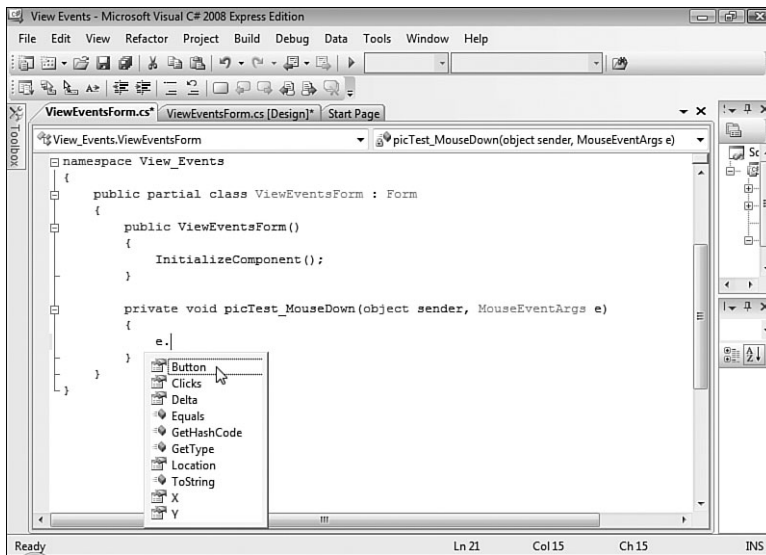 View Events - Microsoft Visual C# 2008 Express Edition
File Edit View Refactor Project Build Debug Data Tools Window Help
ViewEventsForm.cs* ViewEventsForm.cs [Design]* Start Page
Toolbox
View_Events.ViewEventsForm picTest_MouseDown(object sender, MouseEventArgs e)
namespace View_Events
{
public partial class ViewEventsForm : Form
{
public ViewEventsForm()
{
InitializeComponent();
}
private void picTest_MouseDown(object sender, MouseEventArgs e)
{
e.
}
}
}
Button
Clicks
Delta
Equals
GetHashCode
GetType
Location
ToString
X
Y
Ready Ln 21 Col 15 Ch 15 INS